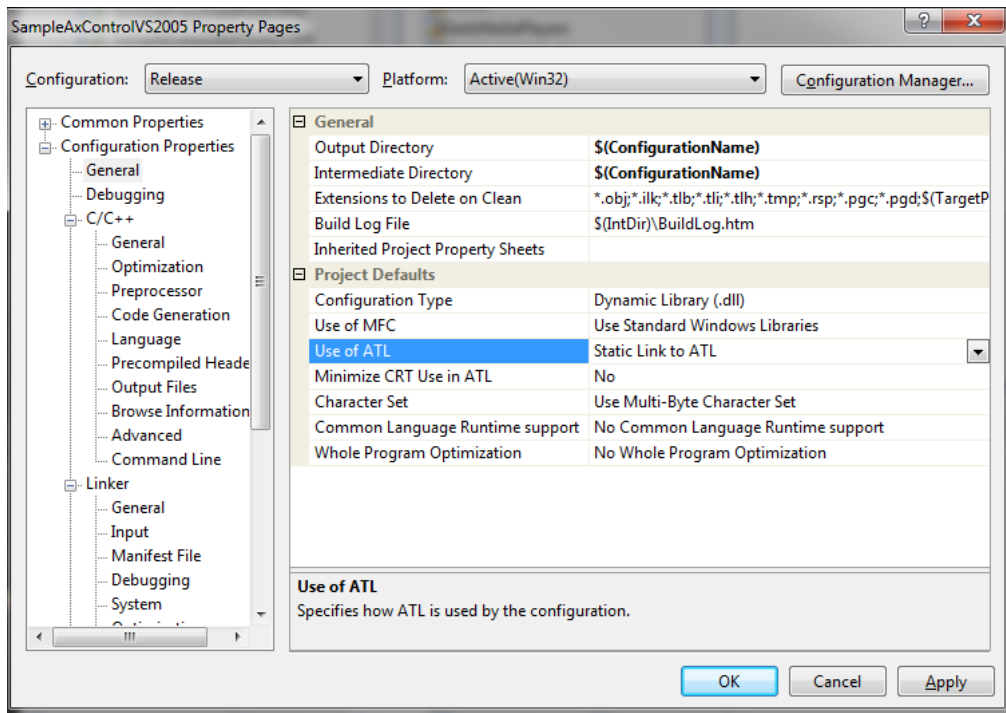 SampleAxControlVS2005 Property Pages
Configuration: Release Platform: Active(Win32) Configuration Manager...
Common Properties
Configuration Properties
General
Debugging
C/C++
General
Optimization
Preprocessor
Code Generation
Language
Precompiled Heade
Output Files
Browse Information
Advanced
Command Line
Linker
General
Input
Manifest File
Debugging
System
General
Output Directory $(ConfigurationName)
Intermediate Directory $(ConfigurationName)
Extensions to Delete on Clean *.obj;*.ilk;*.tlb;*.tli;*.tlh;*.tmp;*.rsp;*.pgc;*.pgd;$(TargetP
Build Log File $(IntDir)\BuildLog.htm
Inherited Project Property Sheets
Project Defaults
Configuration Type Dynamic Library (.dll)
Use of MFC Use Standard Windows Libraries
Use of ATL Static Link to ATL
Minimize CRT Use in ATL No
Character Set Use Multi-Byte Character Set
Common Language Runtime support No Common Language Runtime support
Whole Program Optimization No Whole Program Optimization
Use of ATL
Specifies how ATL is used by the configuration.
OK Cancel Apply